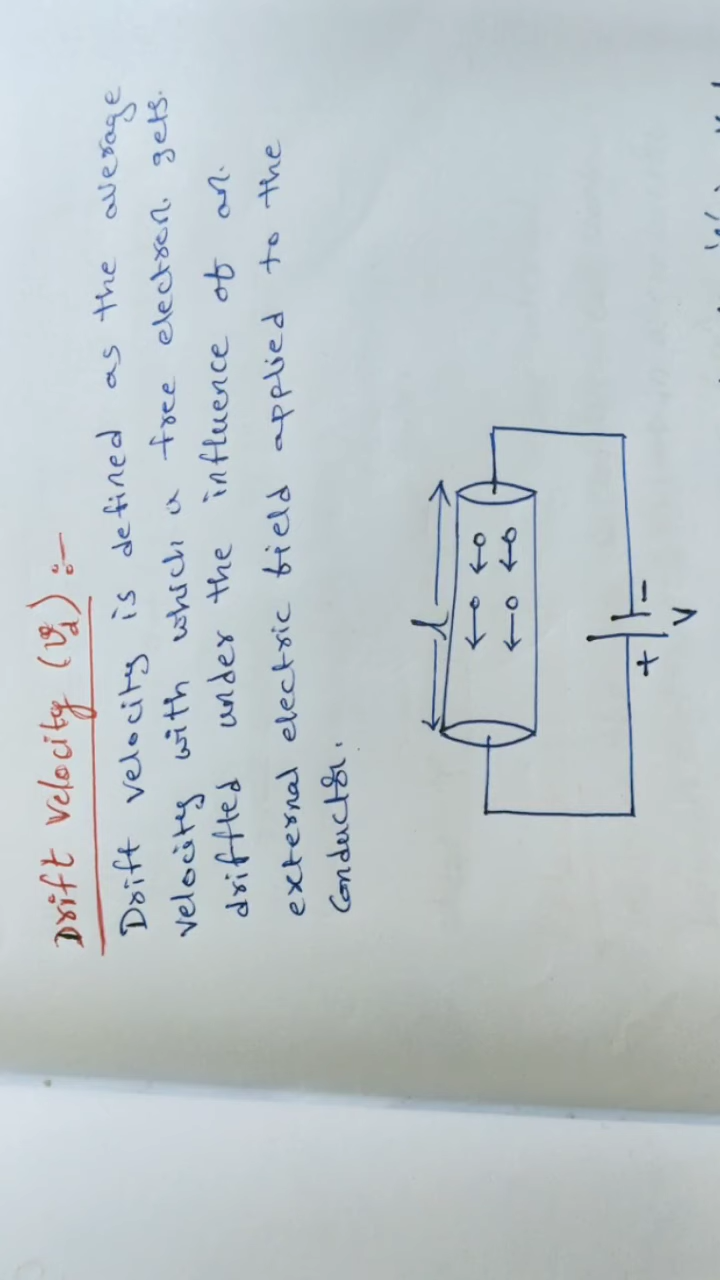 Drift velocity (vd) :-
Drift velocity is defined as the average
velocity with which a free electron gets.
driffted under the influence of an.
external electric field applied to the
Conductor.
l
+ -
V